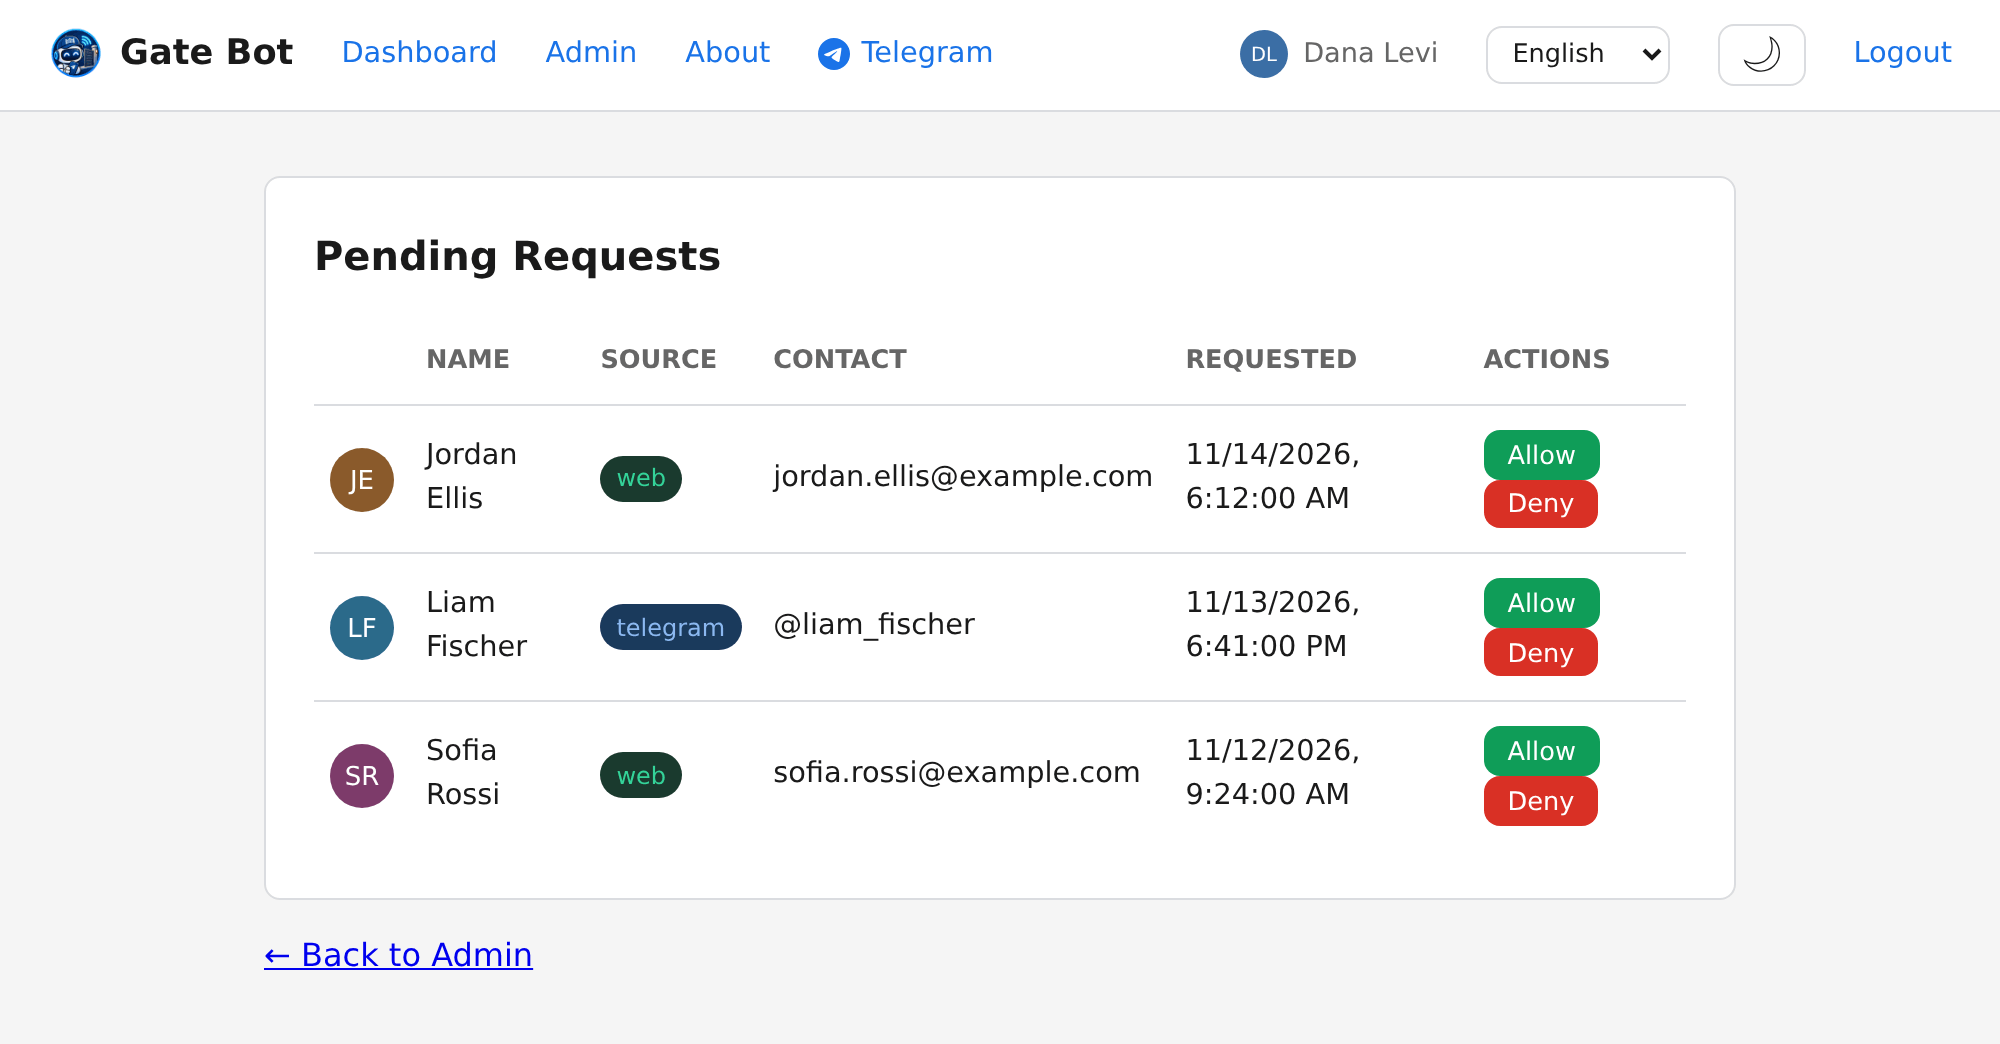 Gate Bot Dashboard Admin About Telegram DL Dana Levi English Logout
Pending Requests
NAME SOURCE CONTACT REQUESTED ACTIONS
JE Jordan Ellis web jordan.ellis@example.com 11/14/2026, 6:12:00 AM Allow Deny
LF Liam Fischer telegram @liam_fischer 11/13/2026, 6:41:00 PM Allow Deny
SR Sofia Rossi web sofia.rossi@example.com 11/12/2026, 9:24:00 AM Allow Deny
← Back to Admin